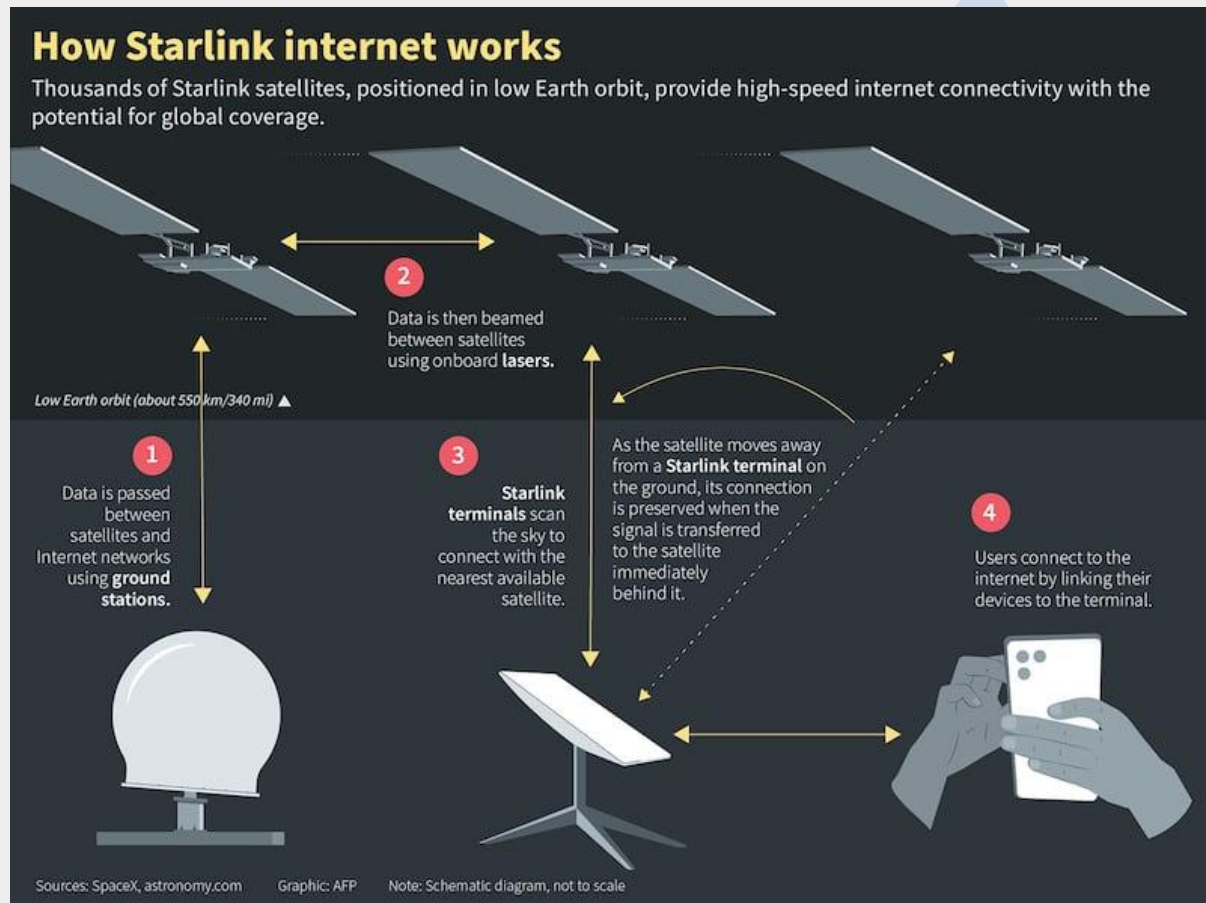 How Starlink internet works
Thousands of Starlink satellites, positioned in low Earth orbit, provide high-speed internet connectivity with the
potential for global coverage.
2
Data is then beamed
between satellites
using onboard lasers.
Low Earth orbit (about 550 km/340 mi) ▲
1
Data is passed
between
satellites and
Internet networks
using ground
stations.
3
Starlink
terminals scan
the sky to
connect with the
nearest available
satellite.
As the satellite moves away
from a Starlink terminal on
the ground, its connection
is preserved when the
signal is transferred
to the satellite
immediately
behind it.
4
Users connect to the
internet by linking their
devices to the terminal.
Sources: SpaceX, astronomy.com Graphic: AFP Note: Schematic diagram, not to scale